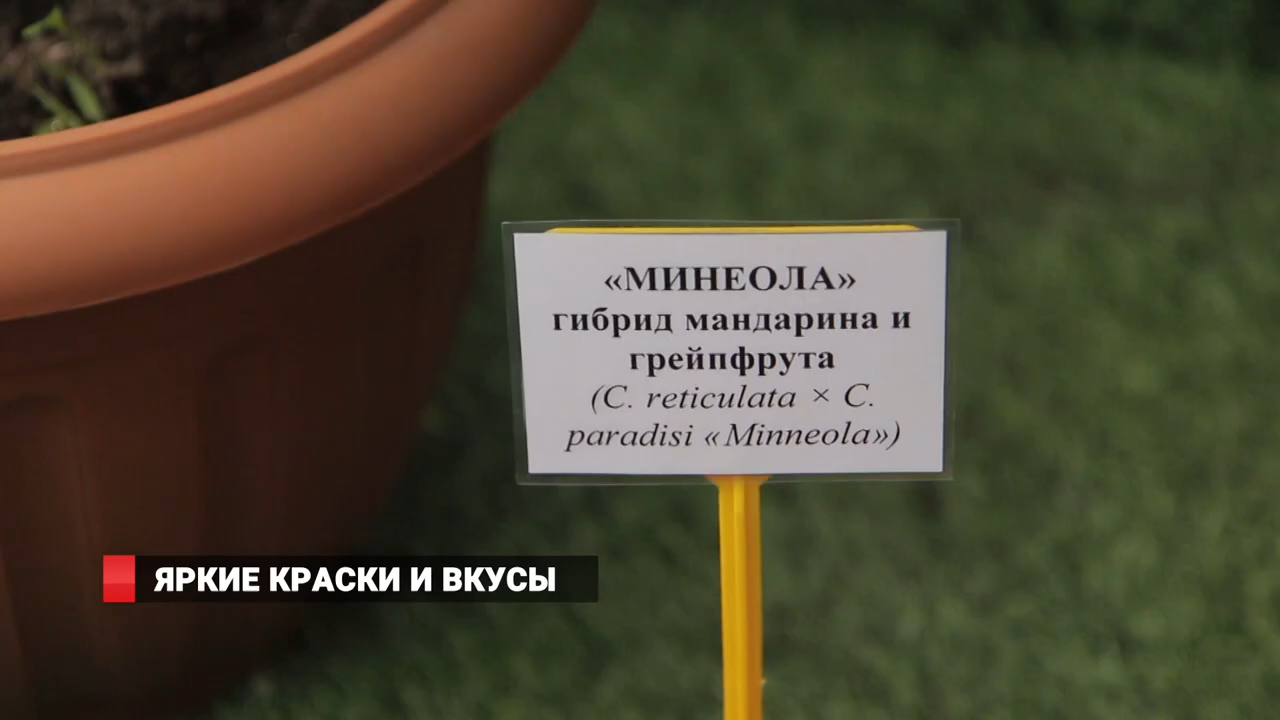 «МИНЕОЛА»
гибрид мандарина и
грейпфрута
(C. reticulata × C.
paradisi «Minneola»)
ЯРКИЕ КРАСКИ И ВКУСЫ